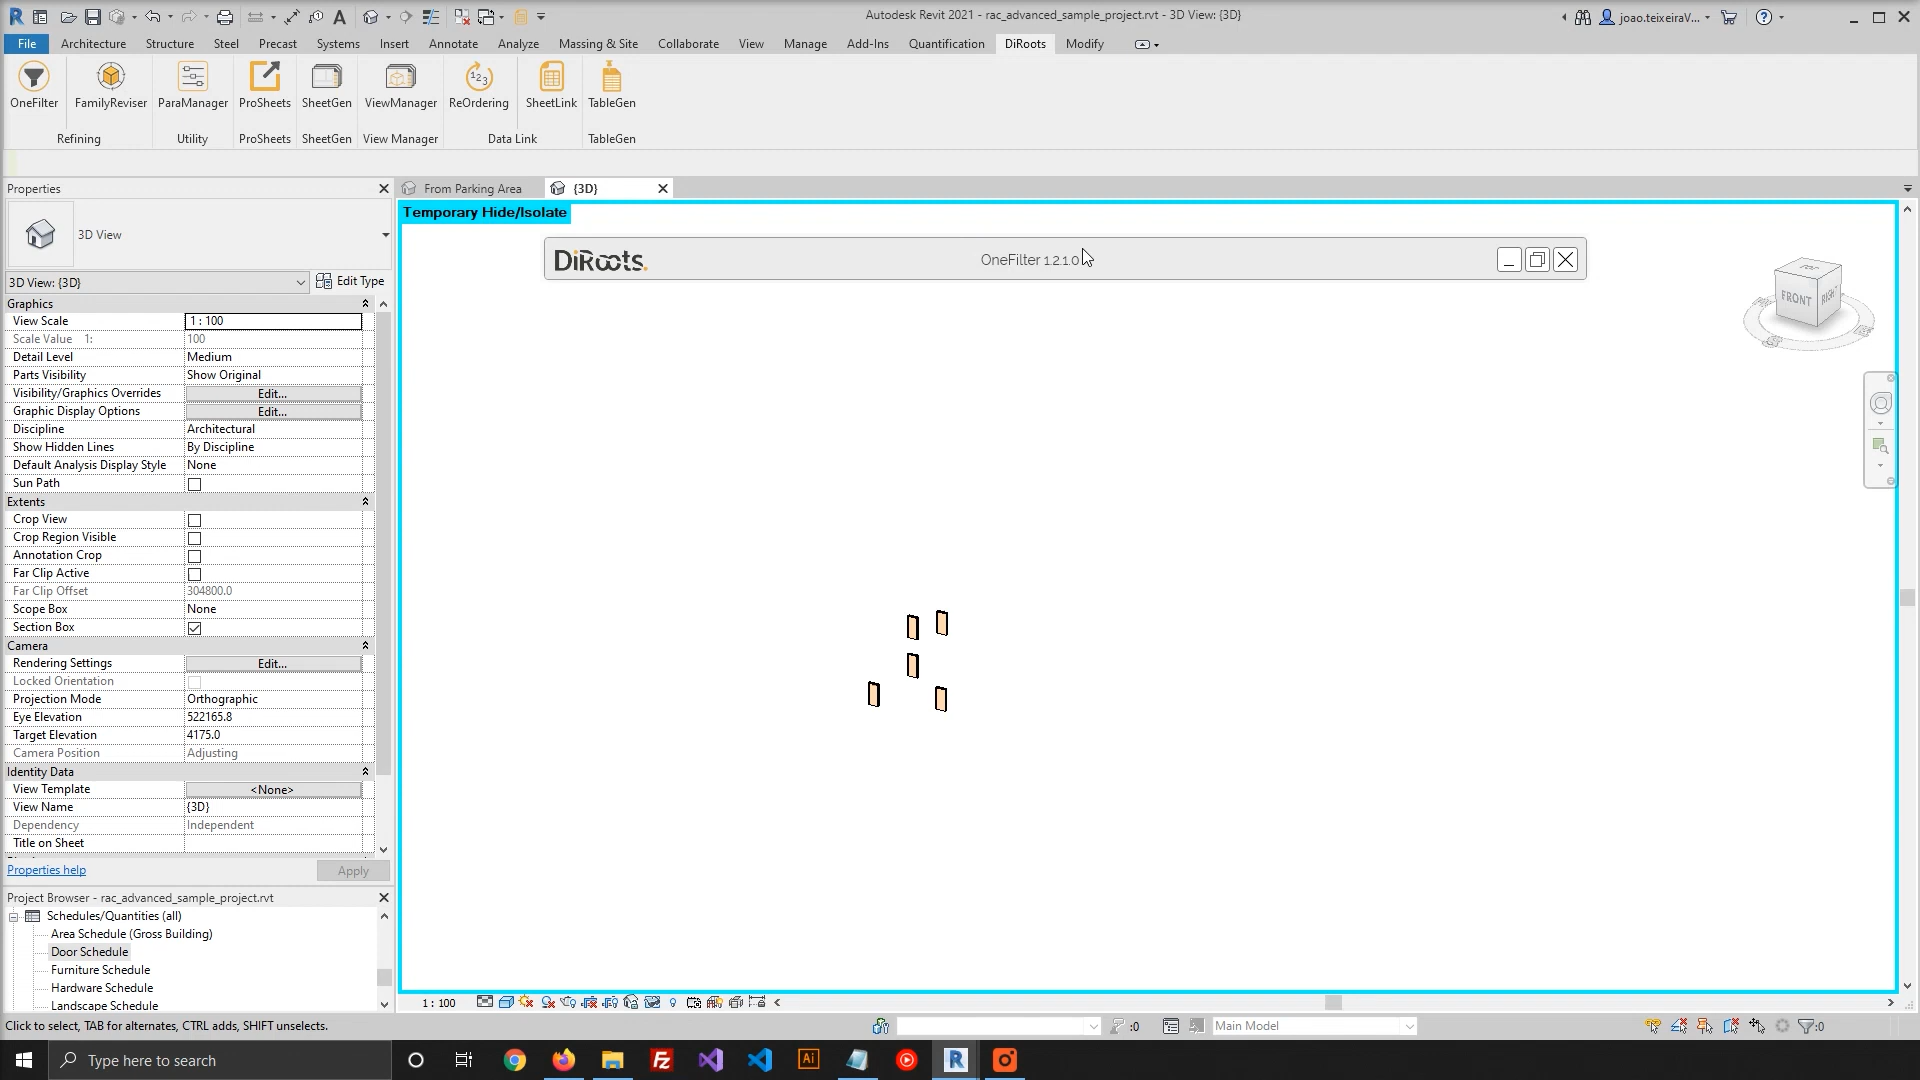 Autodesk Revit 2021 - rac_advanced_sample_project.rvt - 3D View: {3D}
joao.teixeiraV...
File Architecture Structure Steel Precast Systems Insert Annotate Analyze Massing & Site Collaborate View Manage Add-Ins Quantification DiRoots Modify
OneFilter FamilyReviser ParaManager ProSheets SheetGen ViewManager ReOrdering SheetLink TableGen
Refining Utility ProSheets SheetGen View Manager Data Link TableGen
Properties
From Parking Area
{3D}
3D View
Temporary Hide/Isolate
DiRoots.
OneFilter 1.2.1.0
FRONT
RIGHT
3D View: {3D}
Edit Type
Graphics
View Scale 1 : 100
Scale Value 1: 100
Detail Level Medium
Parts Visibility Show Original
Visibility/Graphics Overrides Edit...
Graphic Display Options Edit...
Discipline Architectural
Show Hidden Lines By Discipline
Default Analysis Display Style None
Sun Path
Extents
Crop View
Crop Region Visible
Annotation Crop
Far Clip Active
Far Clip Offset 304800.0
Scope Box None
Section Box
Camera
Rendering Settings Edit...
Locked Orientation
Projection Mode Orthographic
Eye Elevation 522165.8
Target Elevation 4175.0
Camera Position Adjusting
Identity Data
View Template <None>
View Name {3D}
Dependency Independent
Title on Sheet
Properties help
Apply
Project Browser - rac_advanced_sample_project.rvt
Schedules/Quantities (all)
Area Schedule (Gross Building)
Door Schedule
Furniture Schedule
Hardware Schedule
Landscape Schedule
1 : 100
Click to select, TAB for alternates, CTRL adds, SHIFT unselects.
:0
Main Model
:0
Type here to search